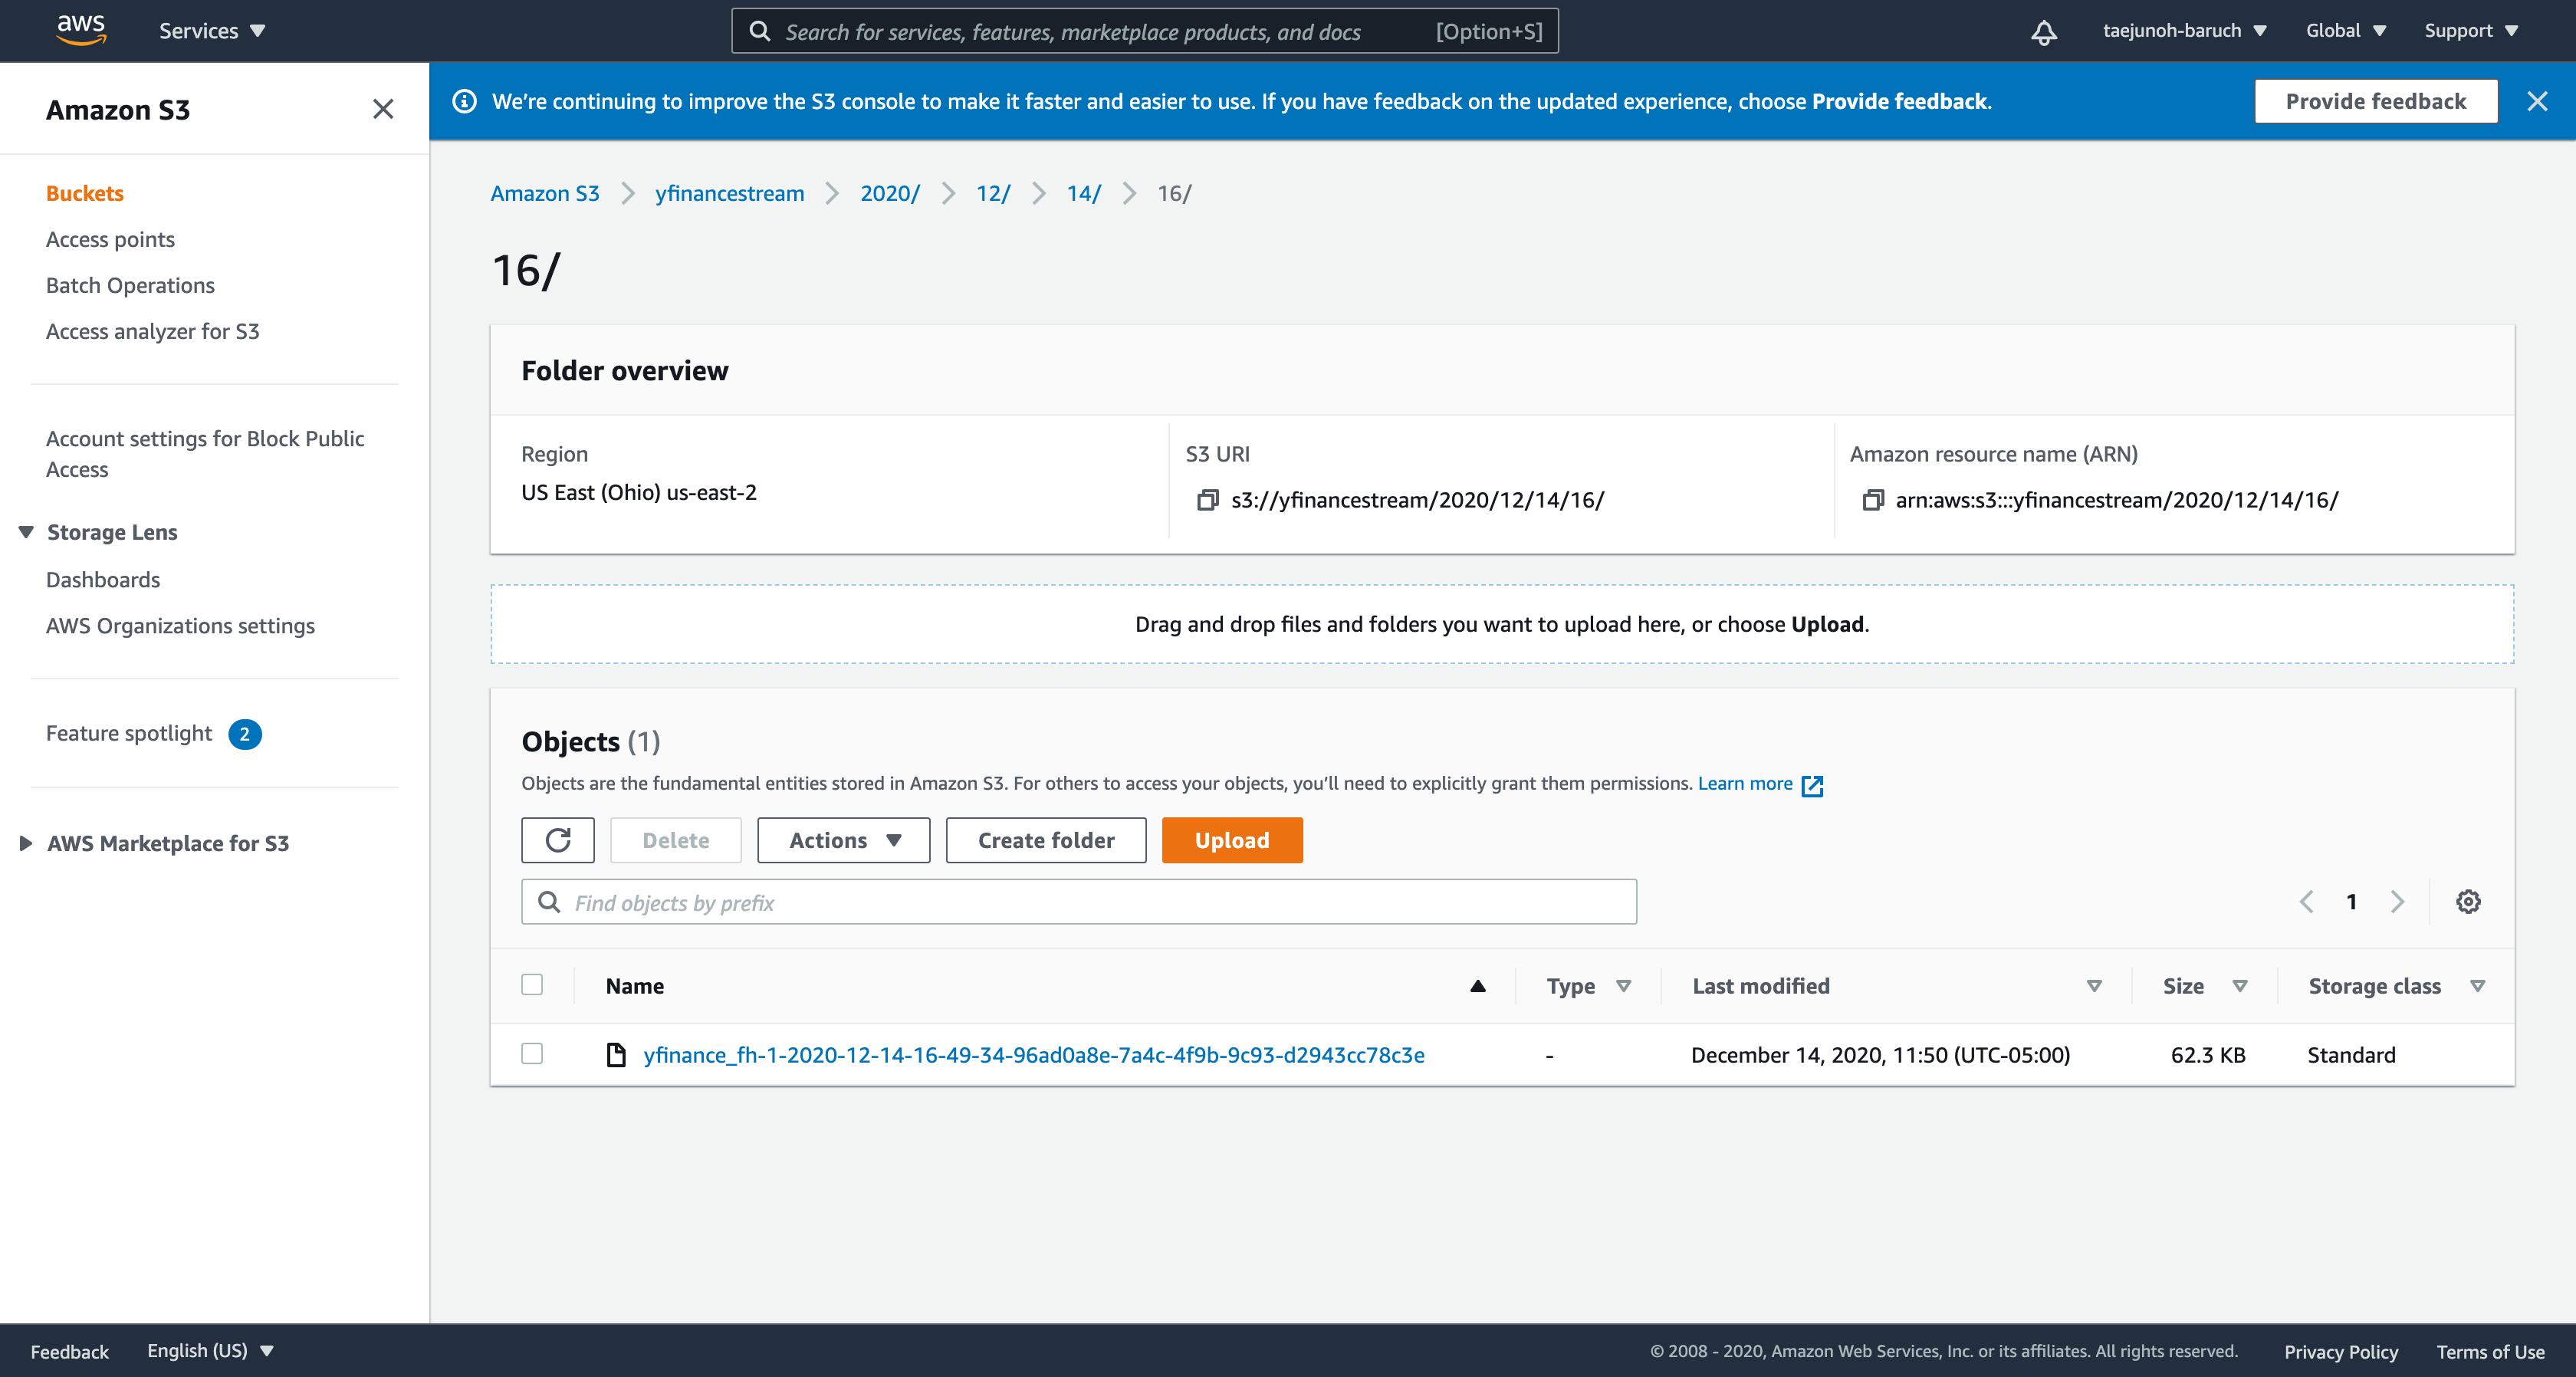 aws
Services
Search for services, features, marketplace products, and docs [Option+S]
taejunoh-baruch
Global
Support
Amazon S3
We’re continuing to improve the S3 console to make it faster and easier to use. If you have feedback on the updated experience, choose Provide feedback.
Provide feedback
Buckets
Access points
Batch Operations
Access analyzer for S3
Account settings for Block Public
Access
Storage Lens
Dashboards
AWS Organizations settings
Feature spotlight 2
AWS Marketplace for S3
Amazon S3 yfinancestream 2020/ 12/ 14/ 16/
16/
Folder overview
Region
US East (Ohio) us-east-2
S3 URI
s3://yfinancestream/2020/12/14/16/
Amazon resource name (ARN)
arn:aws:s3:::yfinancestream/2020/12/14/16/
Drag and drop files and folders you want to upload here, or choose Upload.
Objects (1)
Objects are the fundamental entities stored in Amazon S3. For others to access your objects, you’ll need to explicitly grant them permissions. Learn more
Delete
Actions
Create folder
Upload
Find objects by prefix
1
Name Type Last modified Size Storage class
yfinance_fh-1-2020-12-14-16-49-34-96ad0a8e-7a4c-4f9b-9c93-d2943cc78c3e - December 14, 2020, 11:50 (UTC-05:00) 62.3 KB Standard
Feedback
English (US)
© 2008 - 2020, Amazon Web Services, Inc. or its affiliates. All rights reserved.
Privacy Policy
Terms of Use